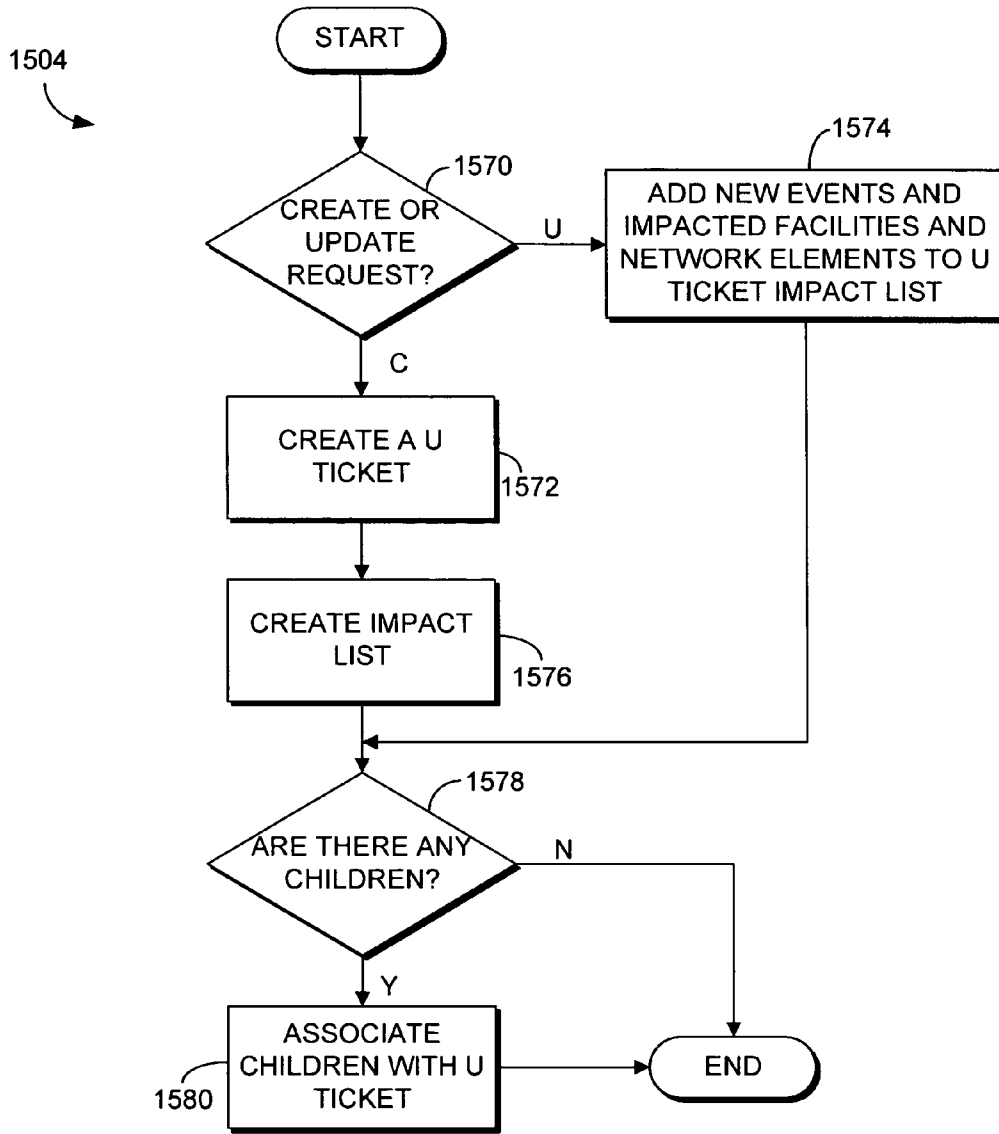 START
1504
1570
CREATE OR
UPDATE
REQUEST?
U
1574
ADD NEW EVENTS AND
IMPACTED FACILITIES AND
NETWORK ELEMENTS TO U
TICKET IMPACT LIST
C
CREATE A U
TICKET
1572
CREATE IMPACT
LIST
1576
1578
ARE THERE ANY
CHILDREN?
N
Y
ASSOCIATE
CHILDREN WITH U
TICKET
1580
END